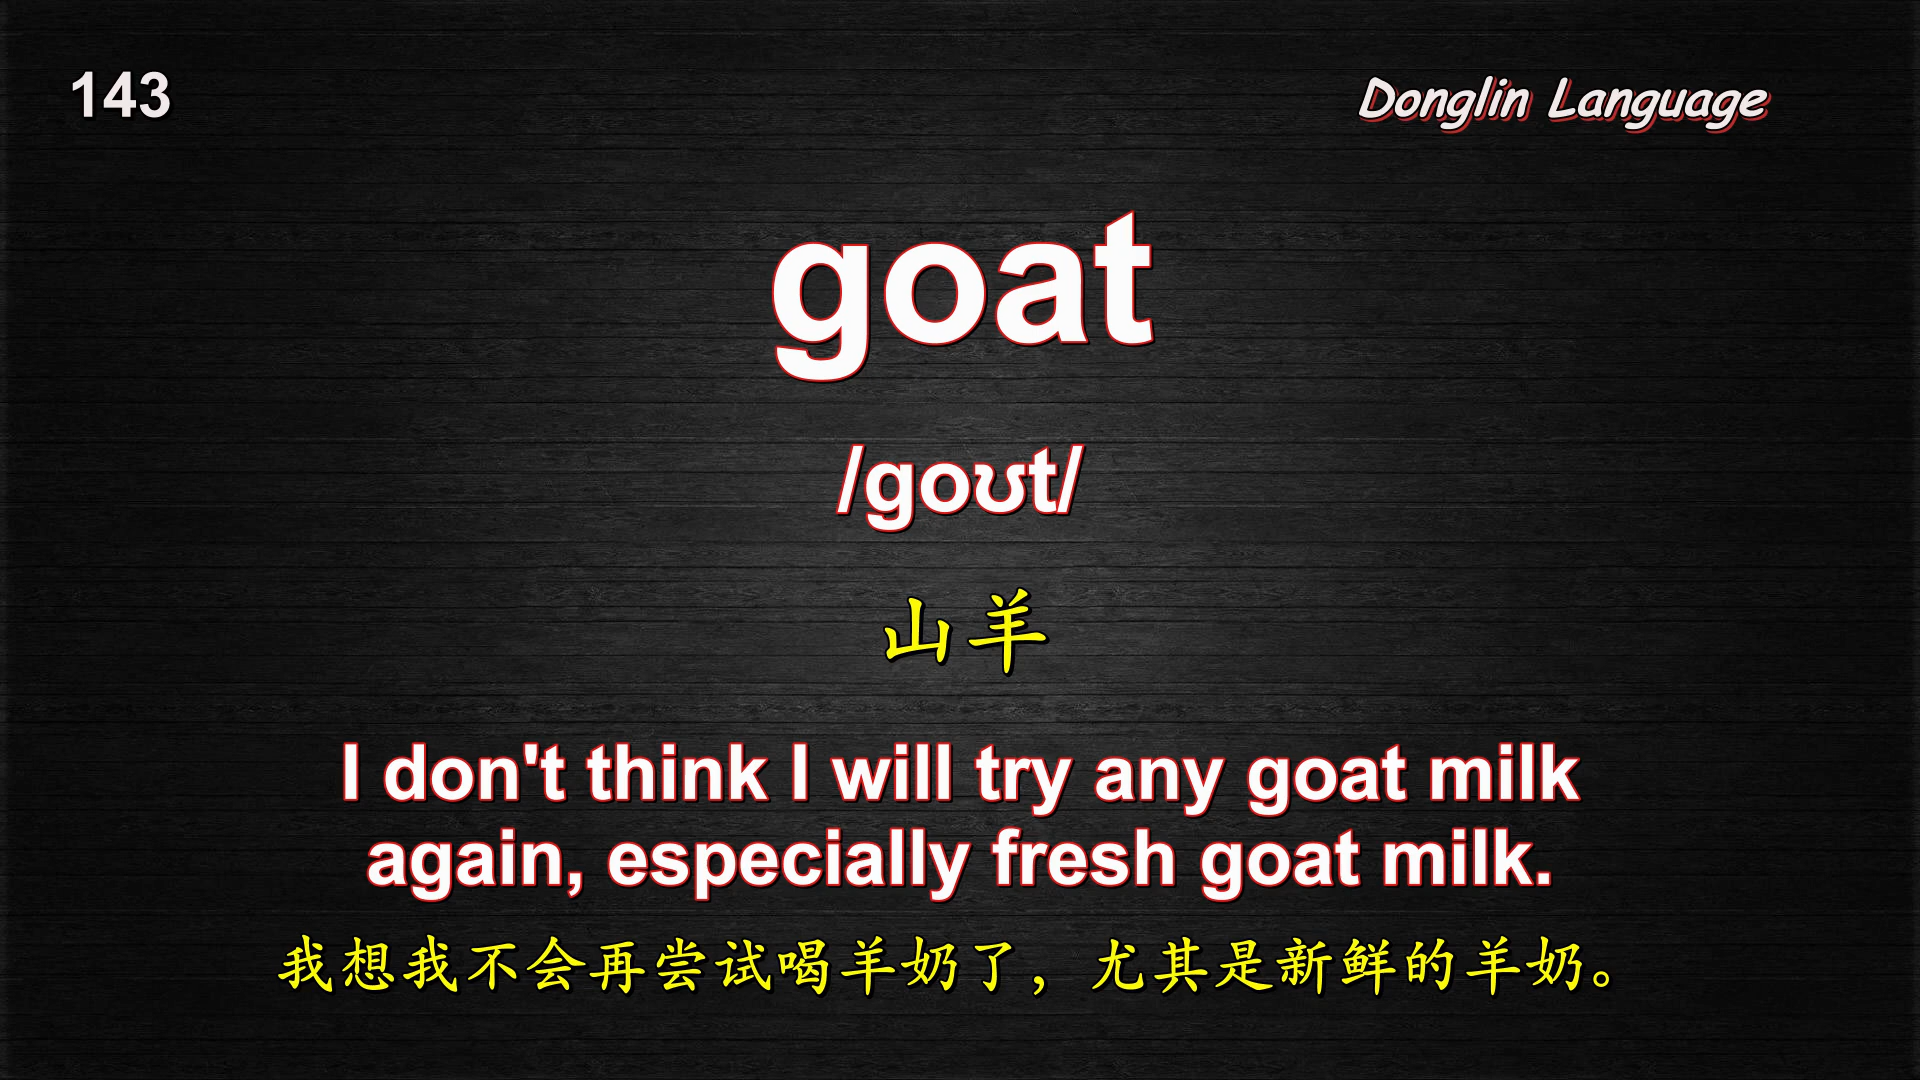 143
Donglin Language
goat
/goʊt/
山羊
I don't think I will try any goat milk
again, especially fresh goat milk.
我想我不会再尝试喝羊奶了，尤其是新鲜的羊奶。